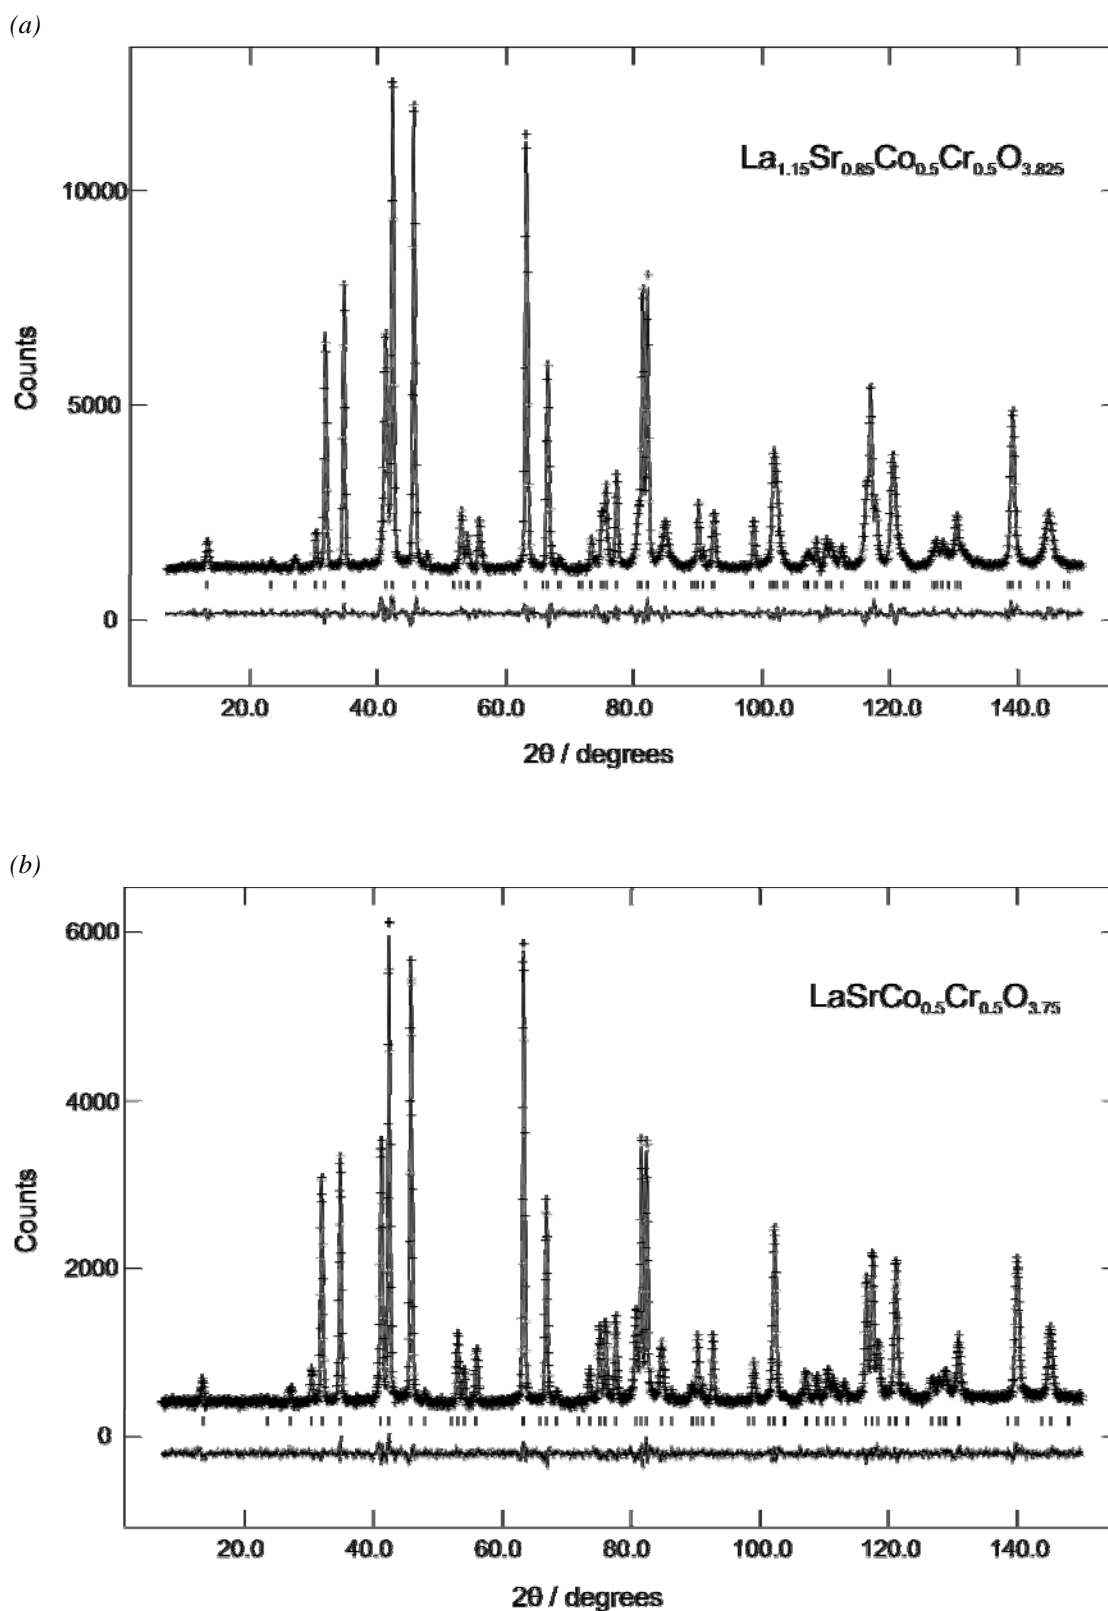 (a)
La₁.₁₅Sr₀.₈₅Co₀.₅Cr₀.₅O₃.₈₂₅
10000
5000
0
Counts
20.0 40.0 60.0 80.0 100.0 120.0 140.0
2θ / degrees
(b)
6000
LaSrCo₀.₅Cr₀.₅O₃.₇₅
4000
2000
0
Counts
20.0 40.0 60.0 80.0 100.0 120.0 140.0
2θ / degrees